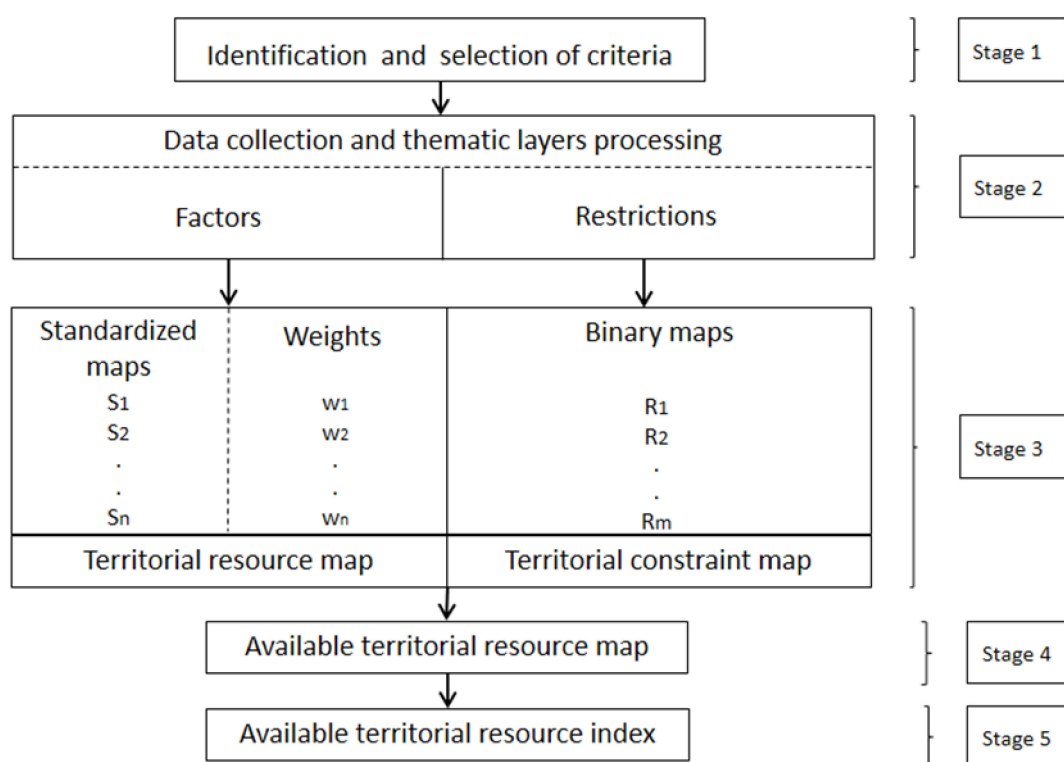 Identification and selection of criteria
Stage 1
Data collection and thematic layers processing
Stage 2
Factors
Restrictions
Standardized
maps
Weights
Binary maps
S1
w1
R1
S2
w2
R2
.
.
.
.
.
.
Sn
wn
Rm
Stage 3
Territorial resource map
Territorial constraint map
Available territorial resource map
Stage 4
Available territorial resource index
Stage 5